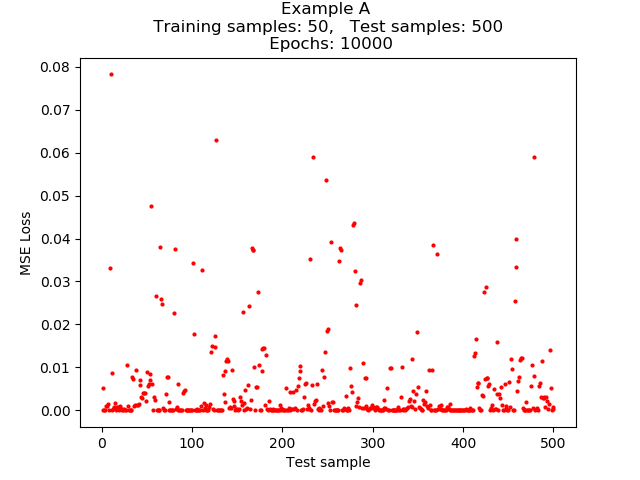 Example A
Training samples: 50,   Test samples: 500
Epochs: 10000
0.08
0.07
0.06
0.05
0.04
0.03
0.02
0.01
0.00
MSE Loss
0 100 200 300 400 500
Test sample